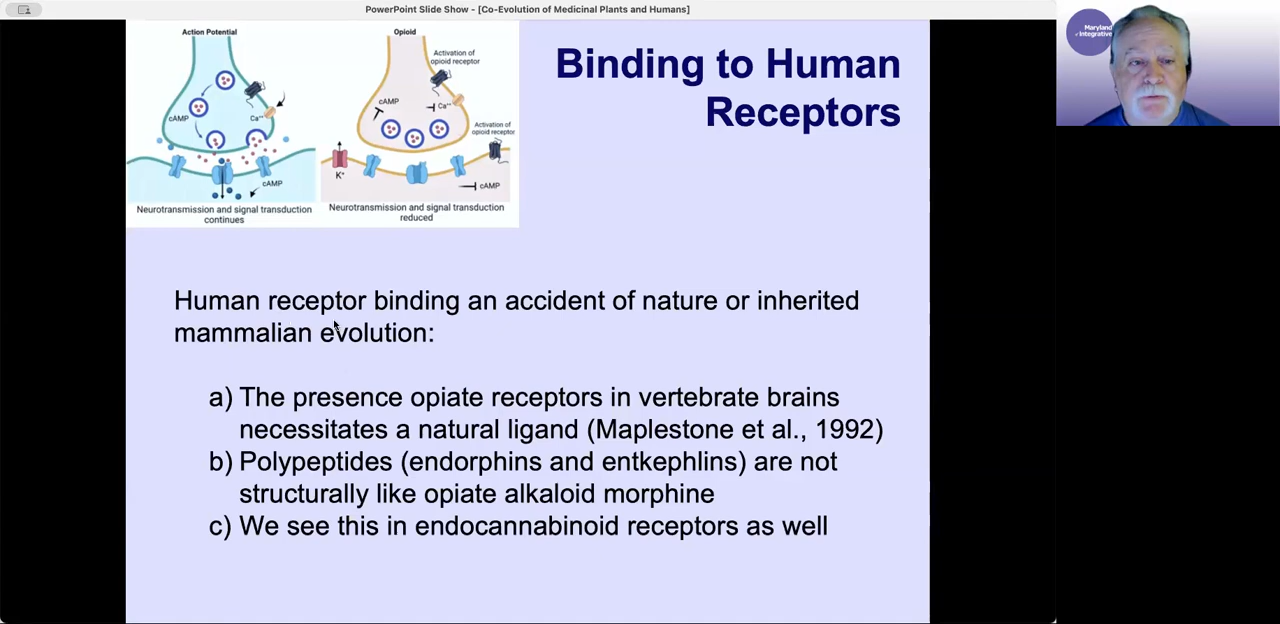 PowerPoint Slide Show - [Co-Evolution of Medicinal Plants and Humans]
Maryland
Integrative
Action Potential
cAMP
Ca⁺⁺
cAMP
Neurotransmission and signal transduction
continues
Opioid
Activation of
opioid receptor
cAMP
Ca⁺⁺
Activation of
opioid receptor
K⁺
cAMP
Neurotransmission and signal transduction
reduced
Binding to Human
Receptors
Human receptor binding an accident of nature or inherited
mammalian evolution:
a) The presence opiate receptors in vertebrate brains
necessitates a natural ligand (Maplestone et al., 1992)
b) Polypeptides (endorphins and entkephlins) are not
structurally like opiate alkaloid morphine
c) We see this in endocannabinoid receptors as well